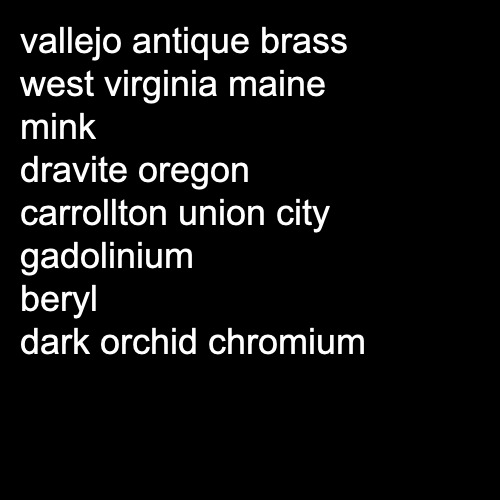 vallejo antique brass
west virginia maine
mink
dravite oregon
carrollton union city
gadolinium
beryl
dark orchid chromium